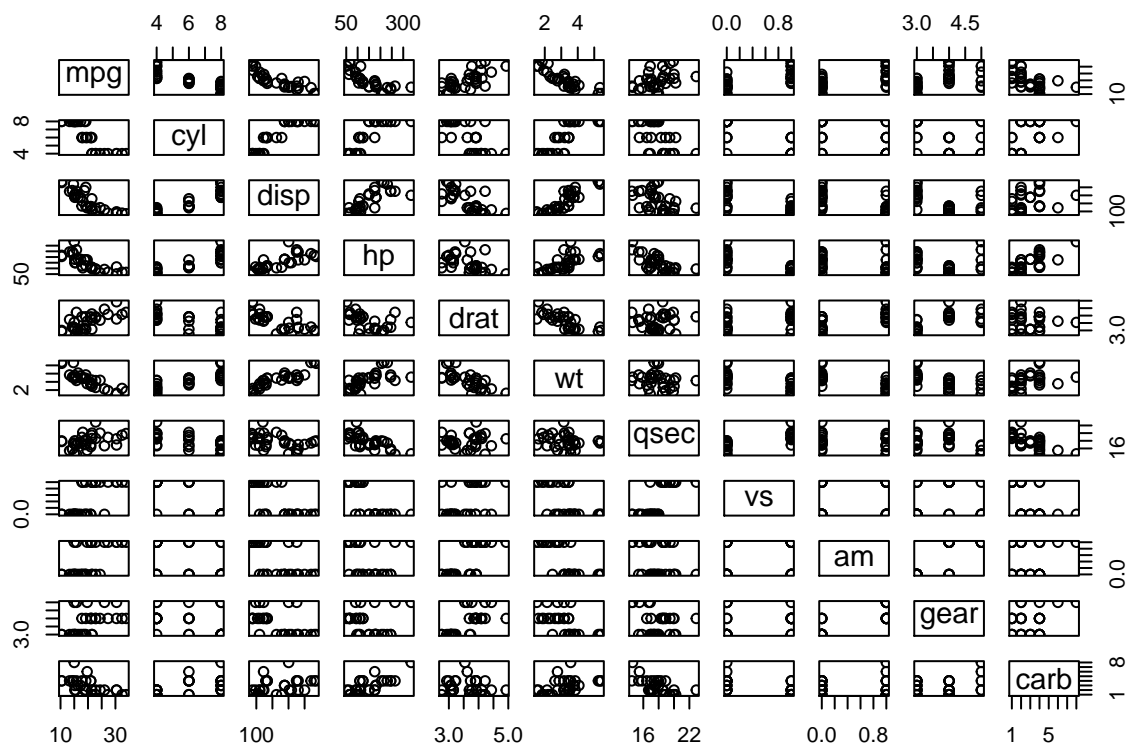 4 6 8 50 300 2 4 0.0 1.0 3.0 4.5
mpg 10
8 4 cyl
disp 100
50 hp
drat 3.0
2 wt
qsec 16
0.0 vs
am 0.0
3.0 gear
carb 8 1
10 30 100 3.0 5.0 16 22 0.0 1.0 1 5